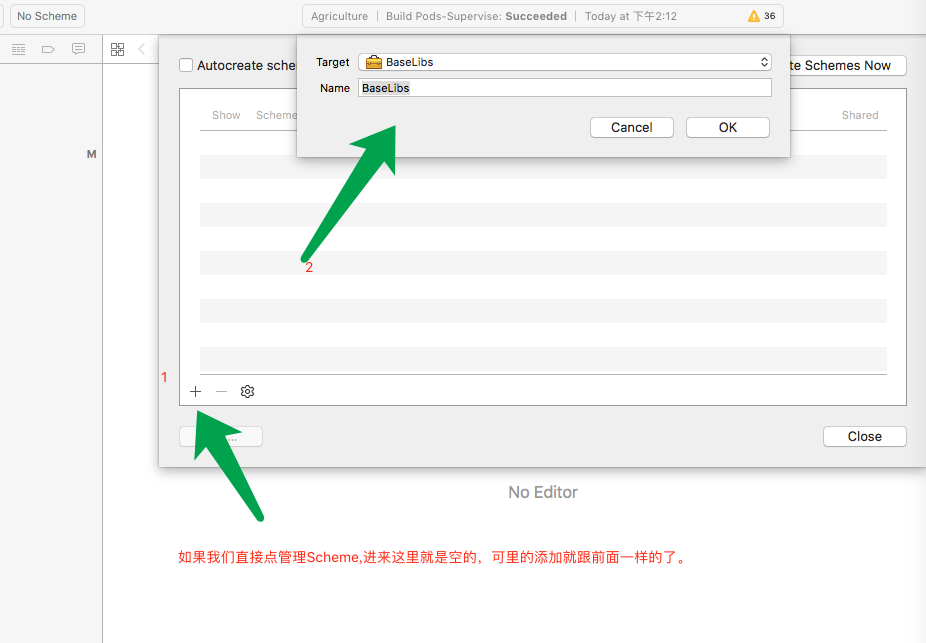 No Scheme
Agriculture | Build Pods-Supervise: Succeeded | Today at 下午2:12
36
Target BaseLibs
Autocreate sche
te Schemes Now
Name BaseLibs
Show Scheme
Shared
Cancel OK
M
2
1
Close
No Editor
如果我们直接点管理Scheme,进来这里就是空的，可里的添加就跟前面一样的了。